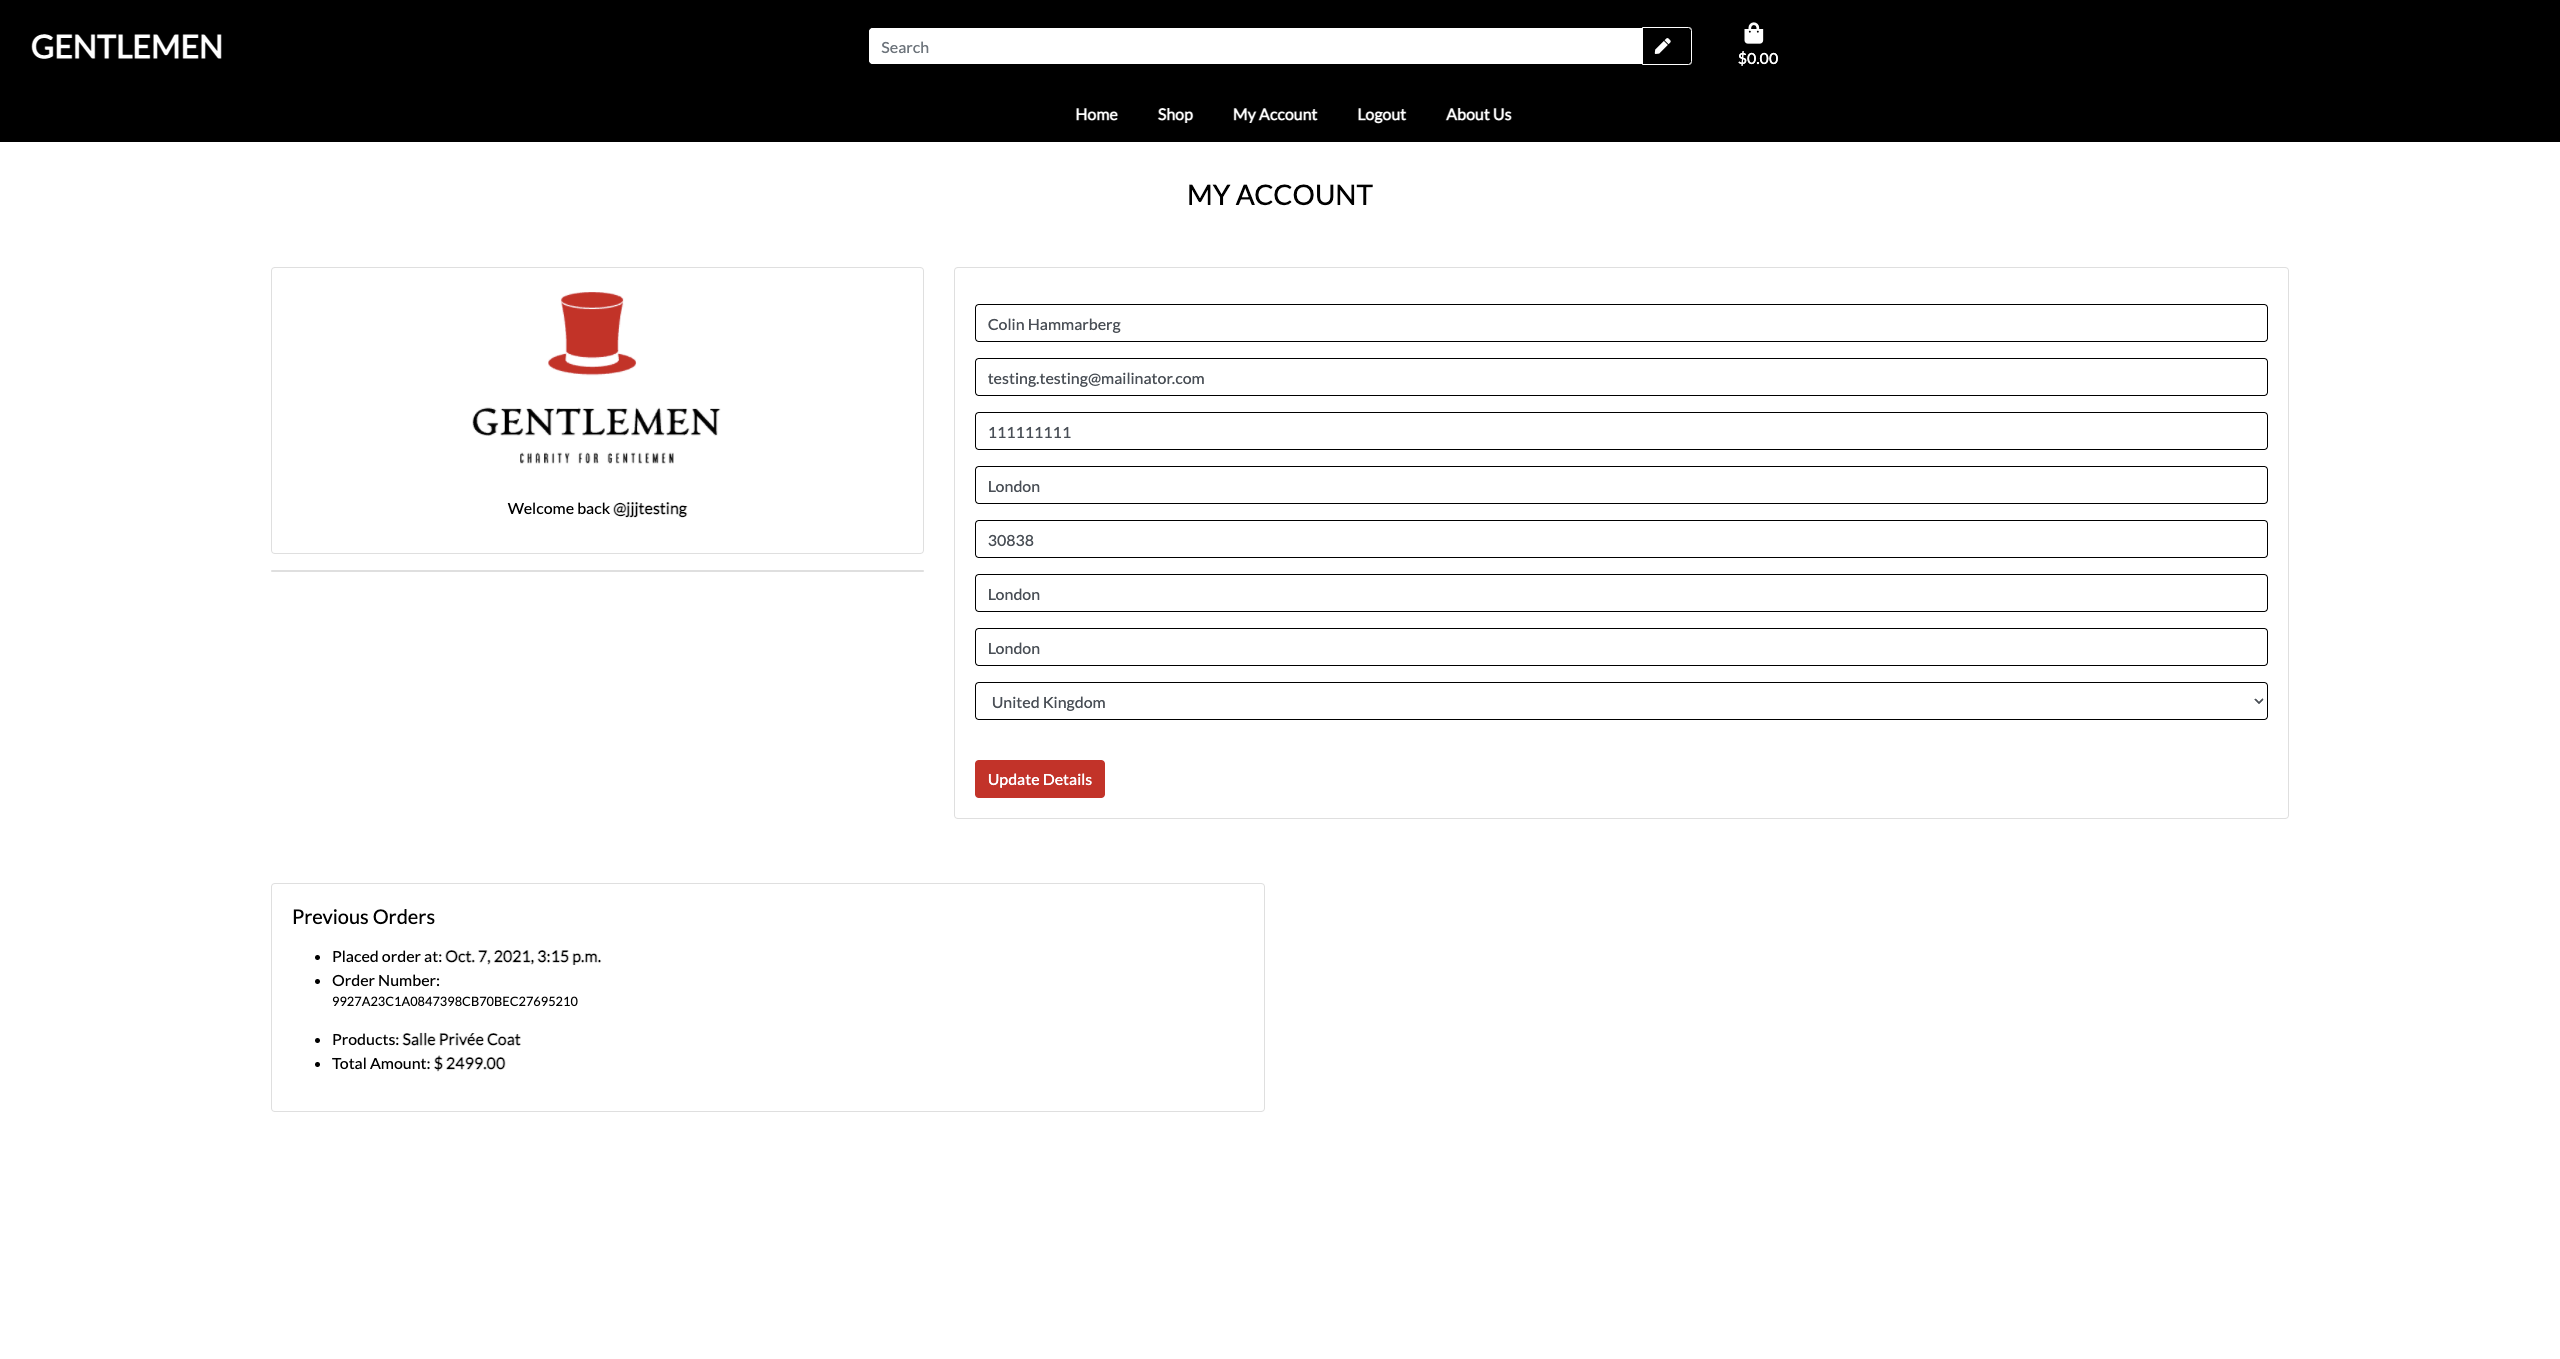 GENTLEMEN
Search
$0.00
Home Shop My Account Logout About Us
MY ACCOUNT
GENTLEMEN
CHARITY FOR GENTLEMEN
Welcome back @jjjtesting
Colin Hammarberg
testing.testing@mailinator.com
111111111
London
30838
London
London
United Kingdom
Update Details
Previous Orders
Placed order at: Oct. 7, 2021, 3:15 p.m.
Order Number:
9927A23C1A0847398CB70BEC27695210
Products: Salle Privée Coat
Total Amount: $ 2499.00